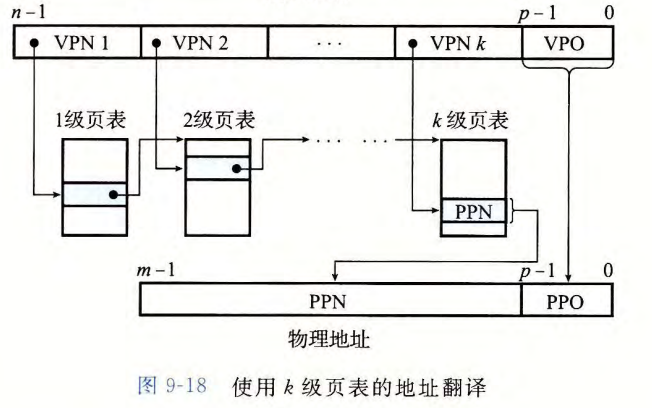 n-1 p-1 0
VPN 1 VPN 2 ··· VPN k VPO
1级页表 2级页表 k级页表
··· ···
PPN
m-1 p-1 0
PPN PPO
物理地址
图 9-18 使用 k 级页表的地址翻译